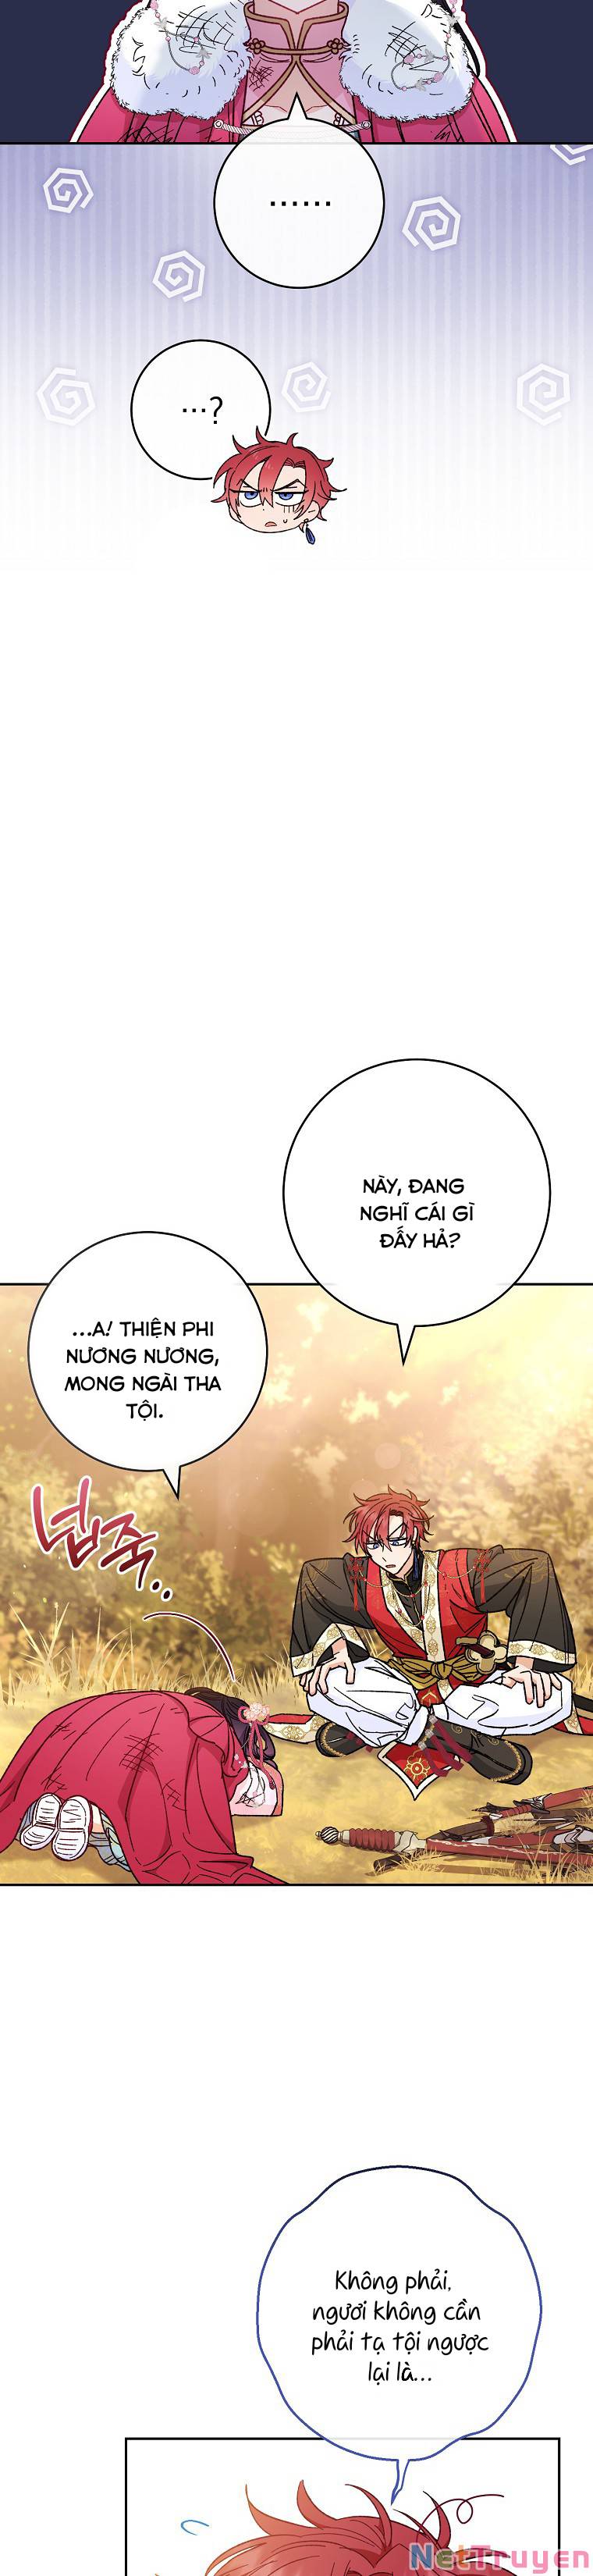 ......
...?
NÀY, ĐANG
NGHĨ CÁI GÌ
ĐẤY HẢ?
...A! THIỆN PHI
NƯƠNG NƯƠNG,
MONG NGÀI THA
TỘI.
넙죽..
Không phải,
ngươi không cần
phải tạ tội ngược
lại là...
NetTruyen